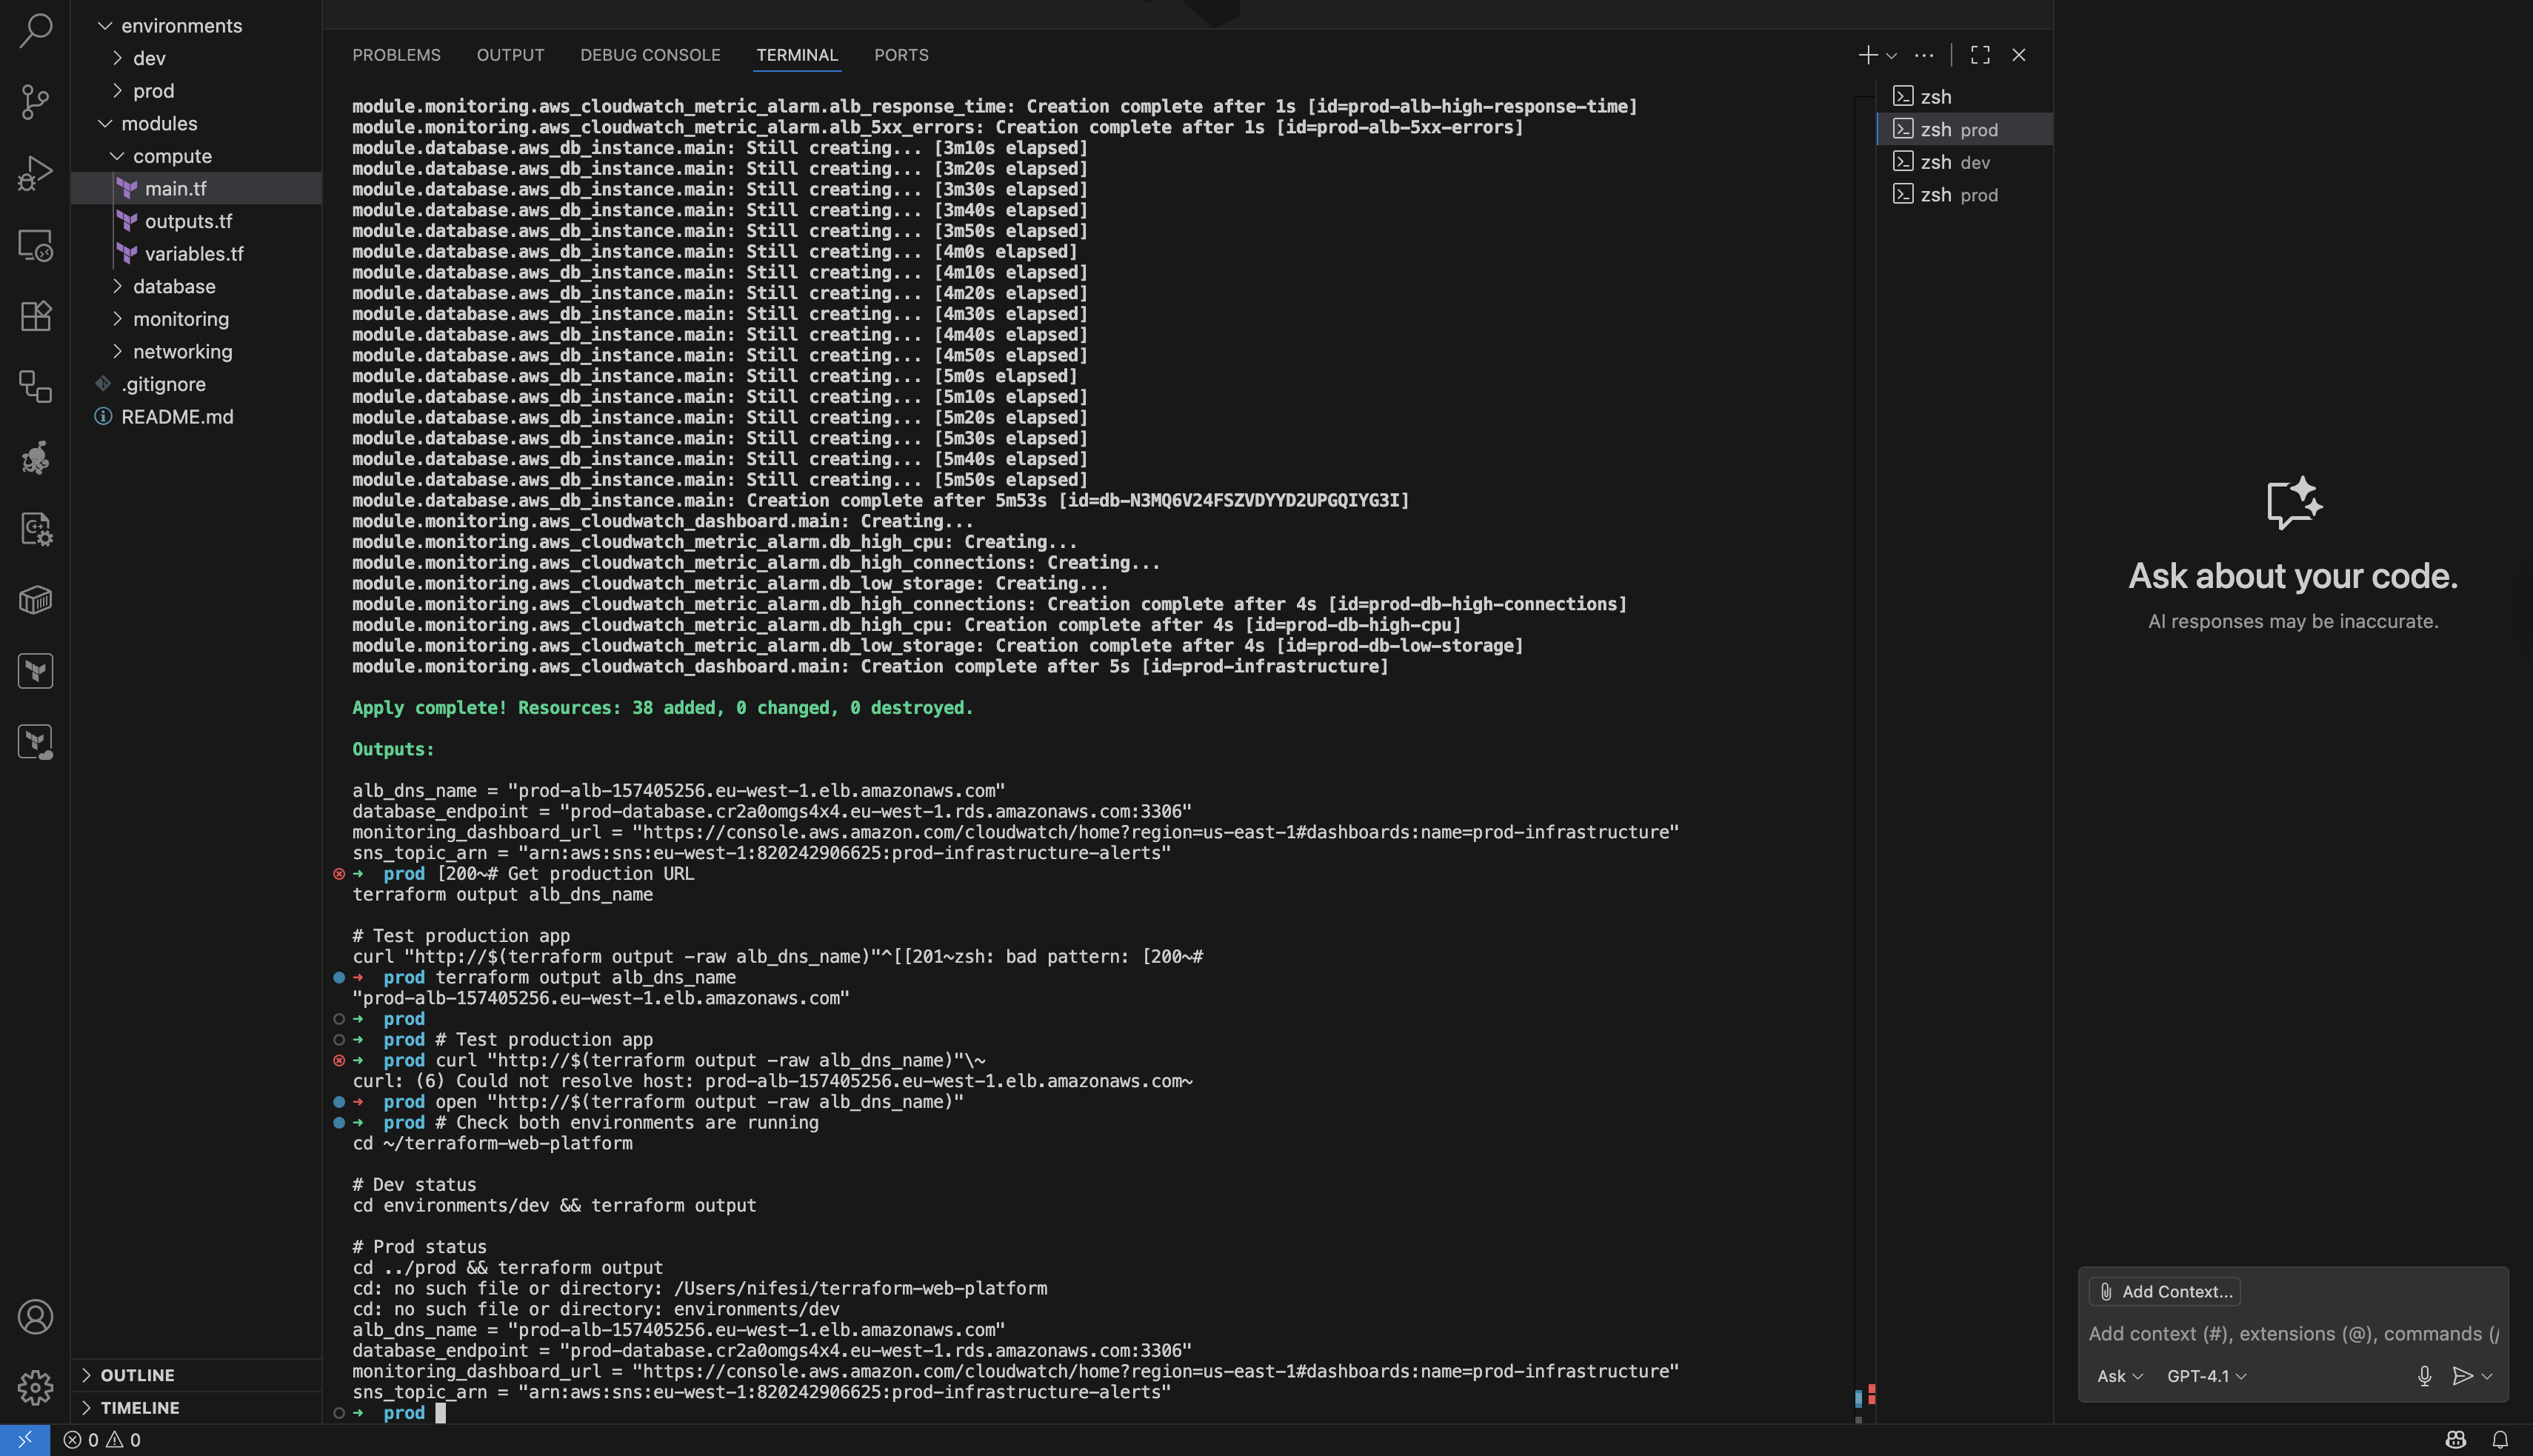 environments
dev
prod
modules
compute
main.tf
outputs.tf
variables.tf
database
monitoring
networking
.gitignore
README.md
OUTLINE
TIMELINE
PROBLEMS OUTPUT DEBUG CONSOLE TERMINAL PORTS
module.monitoring.aws_cloudwatch_metric_alarm.alb_response_time: Creation complete after 1s [id=prod-alb-high-response-time]
module.monitoring.aws_cloudwatch_metric_alarm.alb_5xx_errors: Creation complete after 1s [id=prod-alb-5xx-errors]
module.database.aws_db_instance.main: Still creating... [3m10s elapsed]
module.database.aws_db_instance.main: Still creating... [3m20s elapsed]
module.database.aws_db_instance.main: Still creating... [3m30s elapsed]
module.database.aws_db_instance.main: Still creating... [3m40s elapsed]
module.database.aws_db_instance.main: Still creating... [3m50s elapsed]
module.database.aws_db_instance.main: Still creating... [4m0s elapsed]
module.database.aws_db_instance.main: Still creating... [4m10s elapsed]
module.database.aws_db_instance.main: Still creating... [4m20s elapsed]
module.database.aws_db_instance.main: Still creating... [4m30s elapsed]
module.database.aws_db_instance.main: Still creating... [4m40s elapsed]
module.database.aws_db_instance.main: Still creating... [4m50s elapsed]
module.database.aws_db_instance.main: Still creating... [5m0s elapsed]
module.database.aws_db_instance.main: Still creating... [5m10s elapsed]
module.database.aws_db_instance.main: Still creating... [5m20s elapsed]
module.database.aws_db_instance.main: Still creating... [5m30s elapsed]
module.database.aws_db_instance.main: Still creating... [5m40s elapsed]
module.database.aws_db_instance.main: Still creating... [5m50s elapsed]
module.database.aws_db_instance.main: Creation complete after 5m53s [id=db-N3MQ6V24FSZVDYYD2UPGQIYG3I]
module.monitoring.aws_cloudwatch_dashboard.main: Creating...
module.monitoring.aws_cloudwatch_metric_alarm.db_high_cpu: Creating...
module.monitoring.aws_cloudwatch_metric_alarm.db_high_connections: Creating...
module.monitoring.aws_cloudwatch_metric_alarm.db_low_storage: Creating...
module.monitoring.aws_cloudwatch_metric_alarm.db_high_connections: Creation complete after 4s [id=prod-db-high-connections]
module.monitoring.aws_cloudwatch_metric_alarm.db_high_cpu: Creation complete after 4s [id=prod-db-high-cpu]
module.monitoring.aws_cloudwatch_metric_alarm.db_low_storage: Creation complete after 4s [id=prod-db-low-storage]
module.monitoring.aws_cloudwatch_dashboard.main: Creation complete after 5s [id=prod-infrastructure]
Apply complete! Resources: 38 added, 0 changed, 0 destroyed.
Outputs:
alb_dns_name = "prod-alb-157405256.eu-west-1.elb.amazonaws.com"
database_endpoint = "prod-database.cr2a0omgs4x4.eu-west-1.rds.amazonaws.com:3306"
monitoring_dashboard_url = "https://console.aws.amazon.com/cloudwatch/home?region=us-east-1#dashboards:name=prod-infrastructure"
sns_topic_arn = "arn:aws:sns:eu-west-1:820242906625:prod-infrastructure-alerts"
➜ prod [200~# Get production URL
terraform output alb_dns_name
# Test production app
curl "http://$(terraform output -raw alb_dns_name)"^[[201~zsh: bad pattern: [200~#
➜ prod terraform output alb_dns_name
"prod-alb-157405256.eu-west-1.elb.amazonaws.com"
➜ prod
➜ prod # Test production app
➜ prod curl "http://$(terraform output -raw alb_dns_name)"\~
curl: (6) Could not resolve host: prod-alb-157405256.eu-west-1.elb.amazonaws.com~
➜ prod open "http://$(terraform output -raw alb_dns_name)"
➜ prod # Check both environments are running
cd ~/terraform-web-platform
# Dev status
cd environments/dev && terraform output
# Prod status
cd ../prod && terraform output
cd: no such file or directory: /Users/nifesi/terraform-web-platform
cd: no such file or directory: environments/dev
alb_dns_name = "prod-alb-157405256.eu-west-1.elb.amazonaws.com"
database_endpoint = "prod-database.cr2a0omgs4x4.eu-west-1.rds.amazonaws.com:3306"
monitoring_dashboard_url = "https://console.aws.amazon.com/cloudwatch/home?region=us-east-1#dashboards:name=prod-infrastructure"
sns_topic_arn = "arn:aws:sns:eu-west-1:820242906625:prod-infrastructure-alerts"
➜ prod
zsh
zsh prod
zsh dev
zsh prod
Ask about your code.
AI responses may be inaccurate.
Add Context...
Add context (#), extensions (@), commands (/
Ask GPT-4.1
0 0